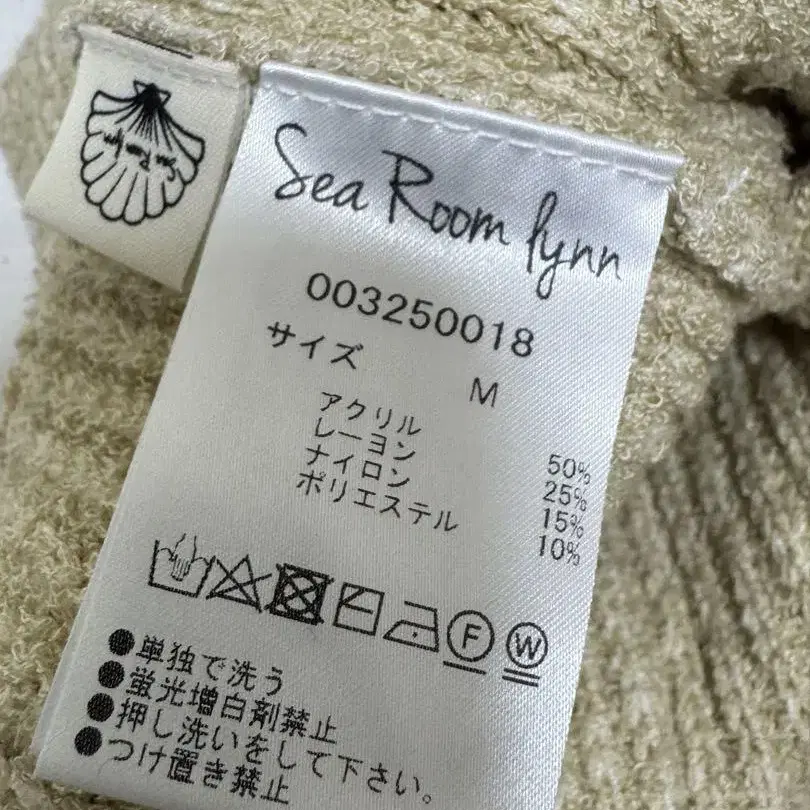 Sea Room lynn
003250018
サイズ M
アクリル 50%
レーヨン 25%
ナイロン 15%
ポリエステル 10%
F W
●単独で洗う
●蛍光増白剤禁止
●押し洗いをして下さい。
●つけ置き禁止